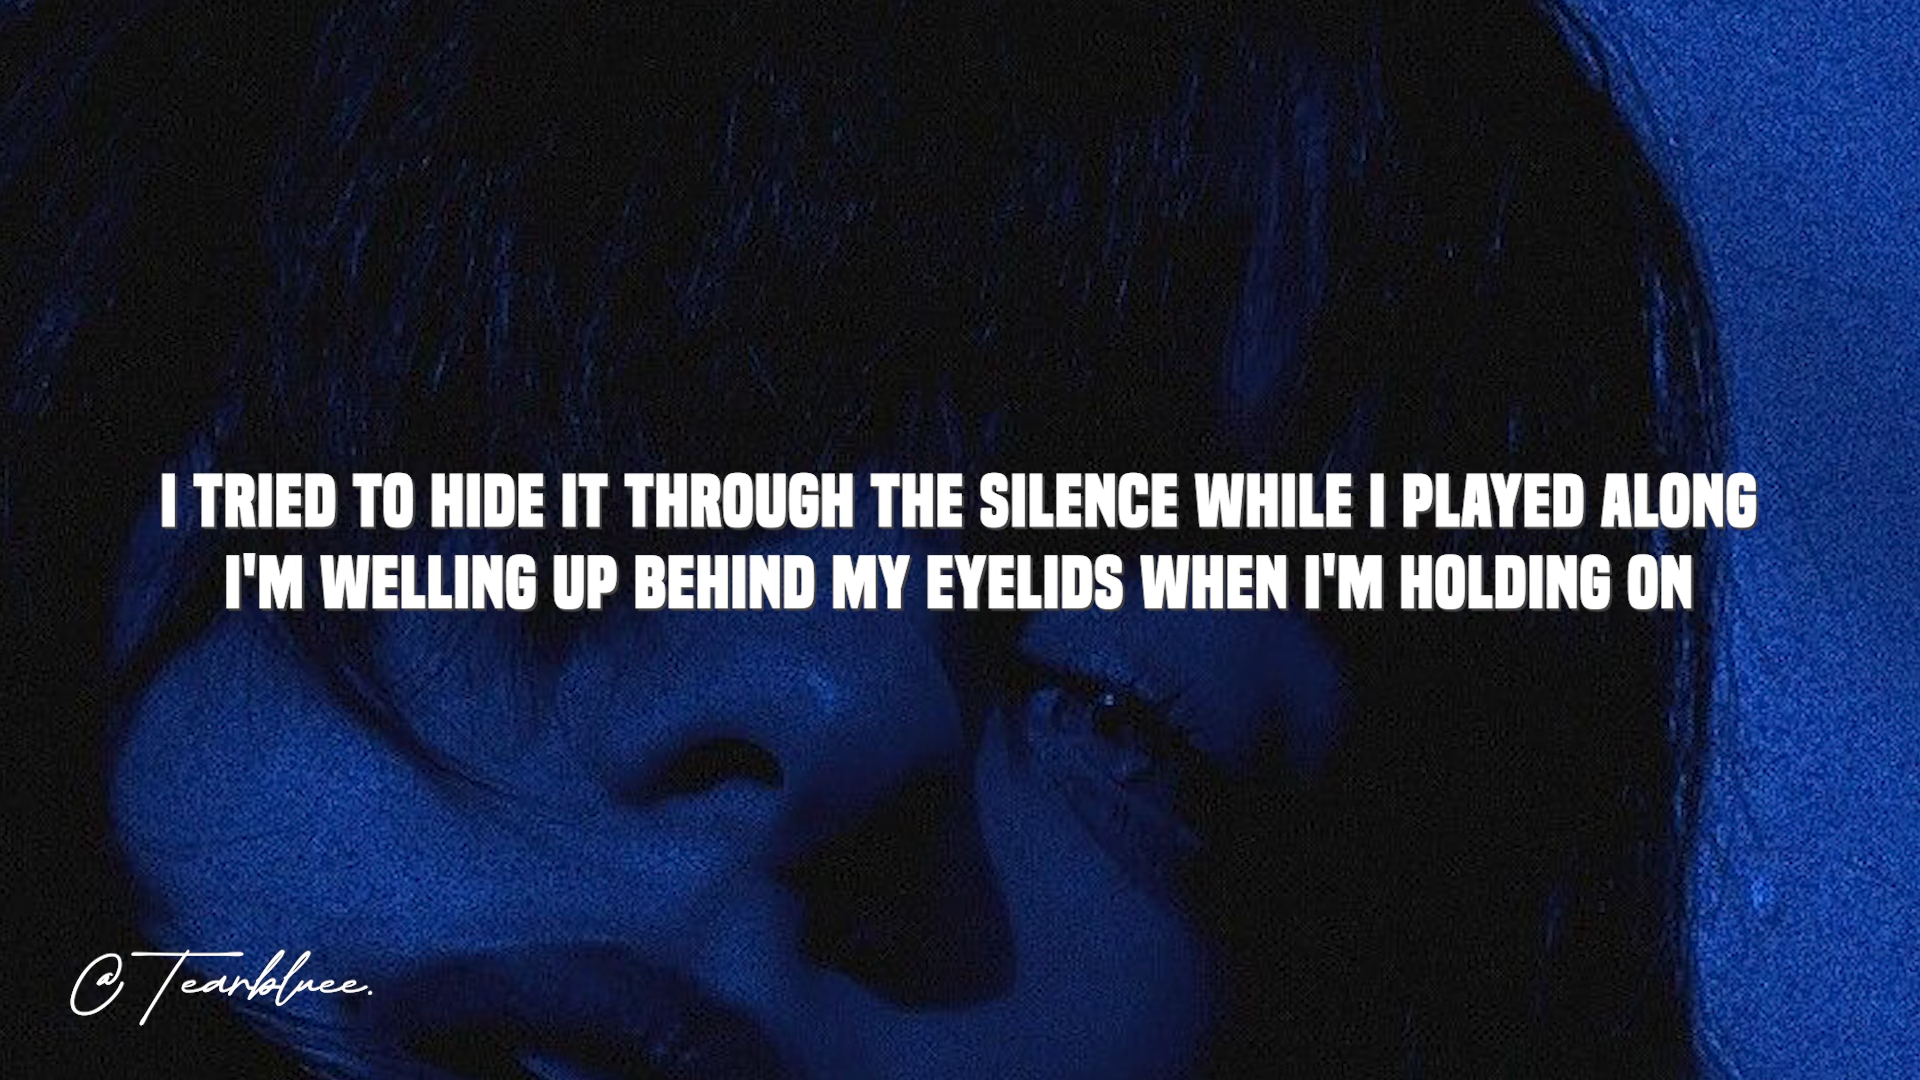 I TRIED TO HIDE IT THROUGH THE SILENCE WHILE I PLAYED ALONG
I'M WELLING UP BEHIND MY EYELIDS WHEN I'M HOLDING ON
@Tearbluee.